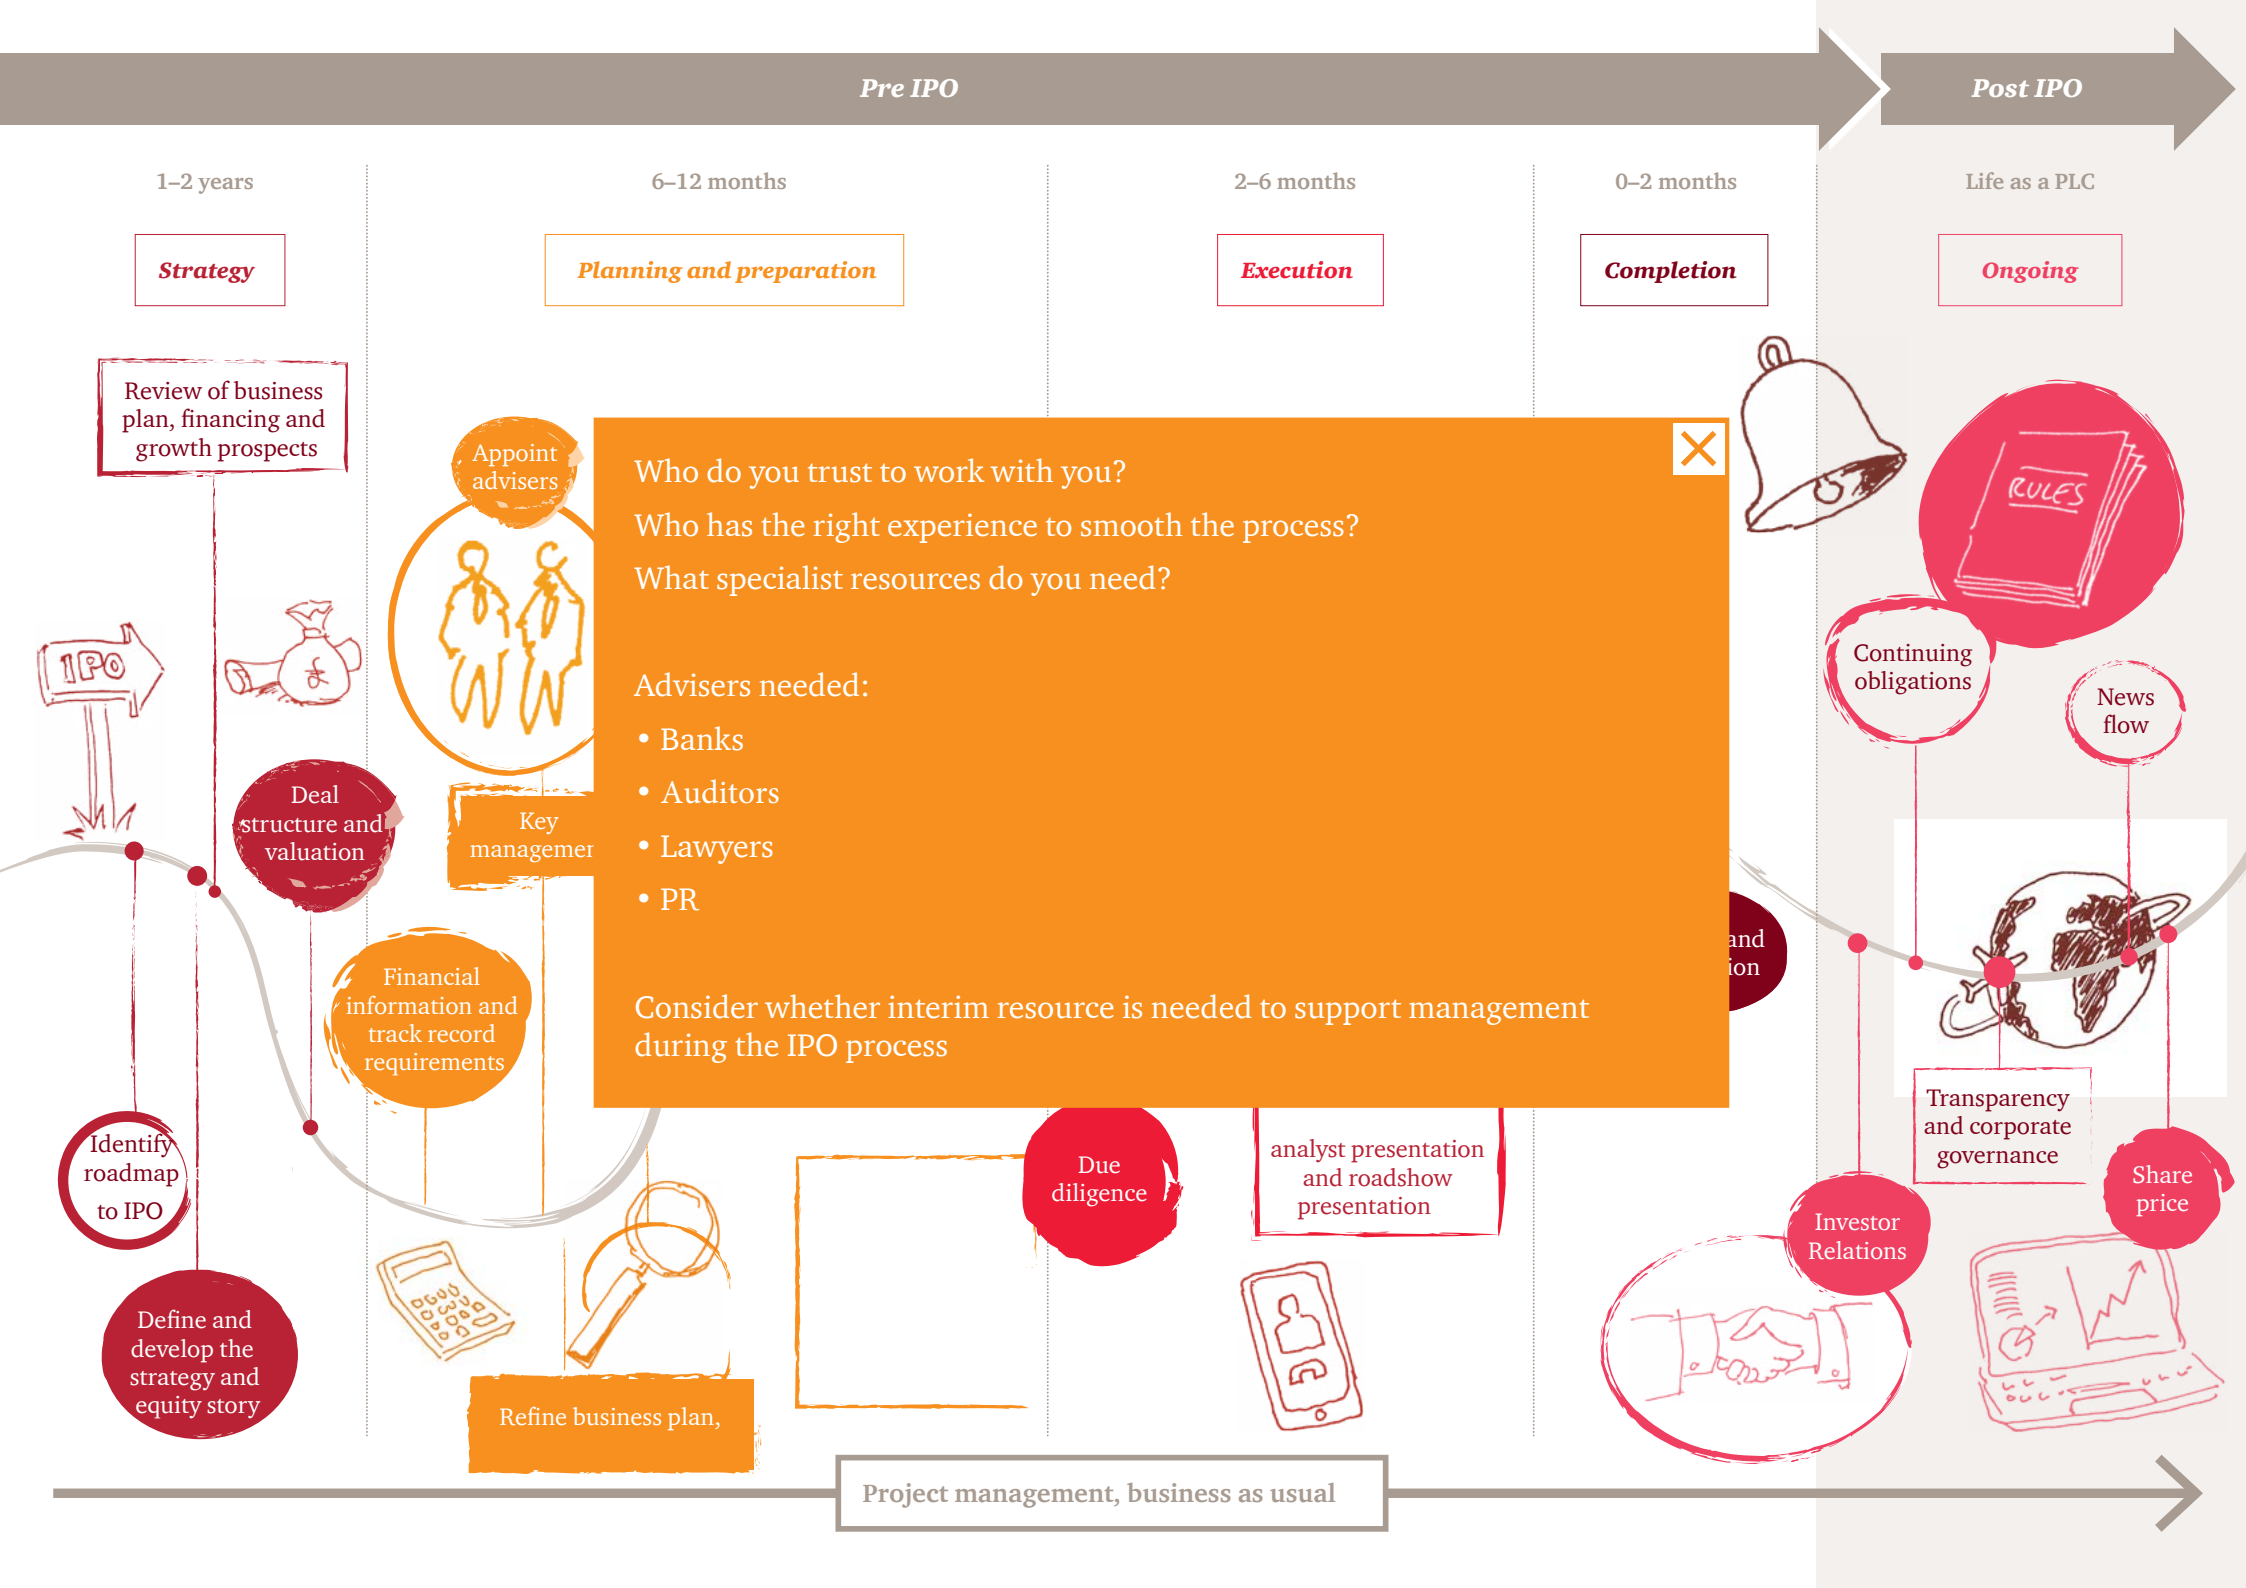 Pre IPO
Post IPO
1–2 years
6–12 months
2–6 months
0–2 months
Life as a PLC
Strategy
Planning and preparation
Execution
Completion
Ongoing
Review of business
plan, financing and
growth prospects
IPO
£
Deal
structure and
valuation
Identify
roadmap
to IPO
Define and
develop the
strategy and
equity story
Appoint
advisers
Key
Financial
information and
track record
requirements
Refine business plan,
Who do you trust to work with you?
Who has the right experience to smooth the process?
What specialist resources do you need?
Advisers needed:
• Banks
• Auditors
• Lawyers
• PR
Consider whether interim resource is needed to support management
during the IPO process
Due
diligence
analyst presentation
and roadshow
presentation
and
RULES
Continuing
obligations
News
flow
Transparency
and corporate
governance
Share
price
Investor
Relations
Project management, business as usual